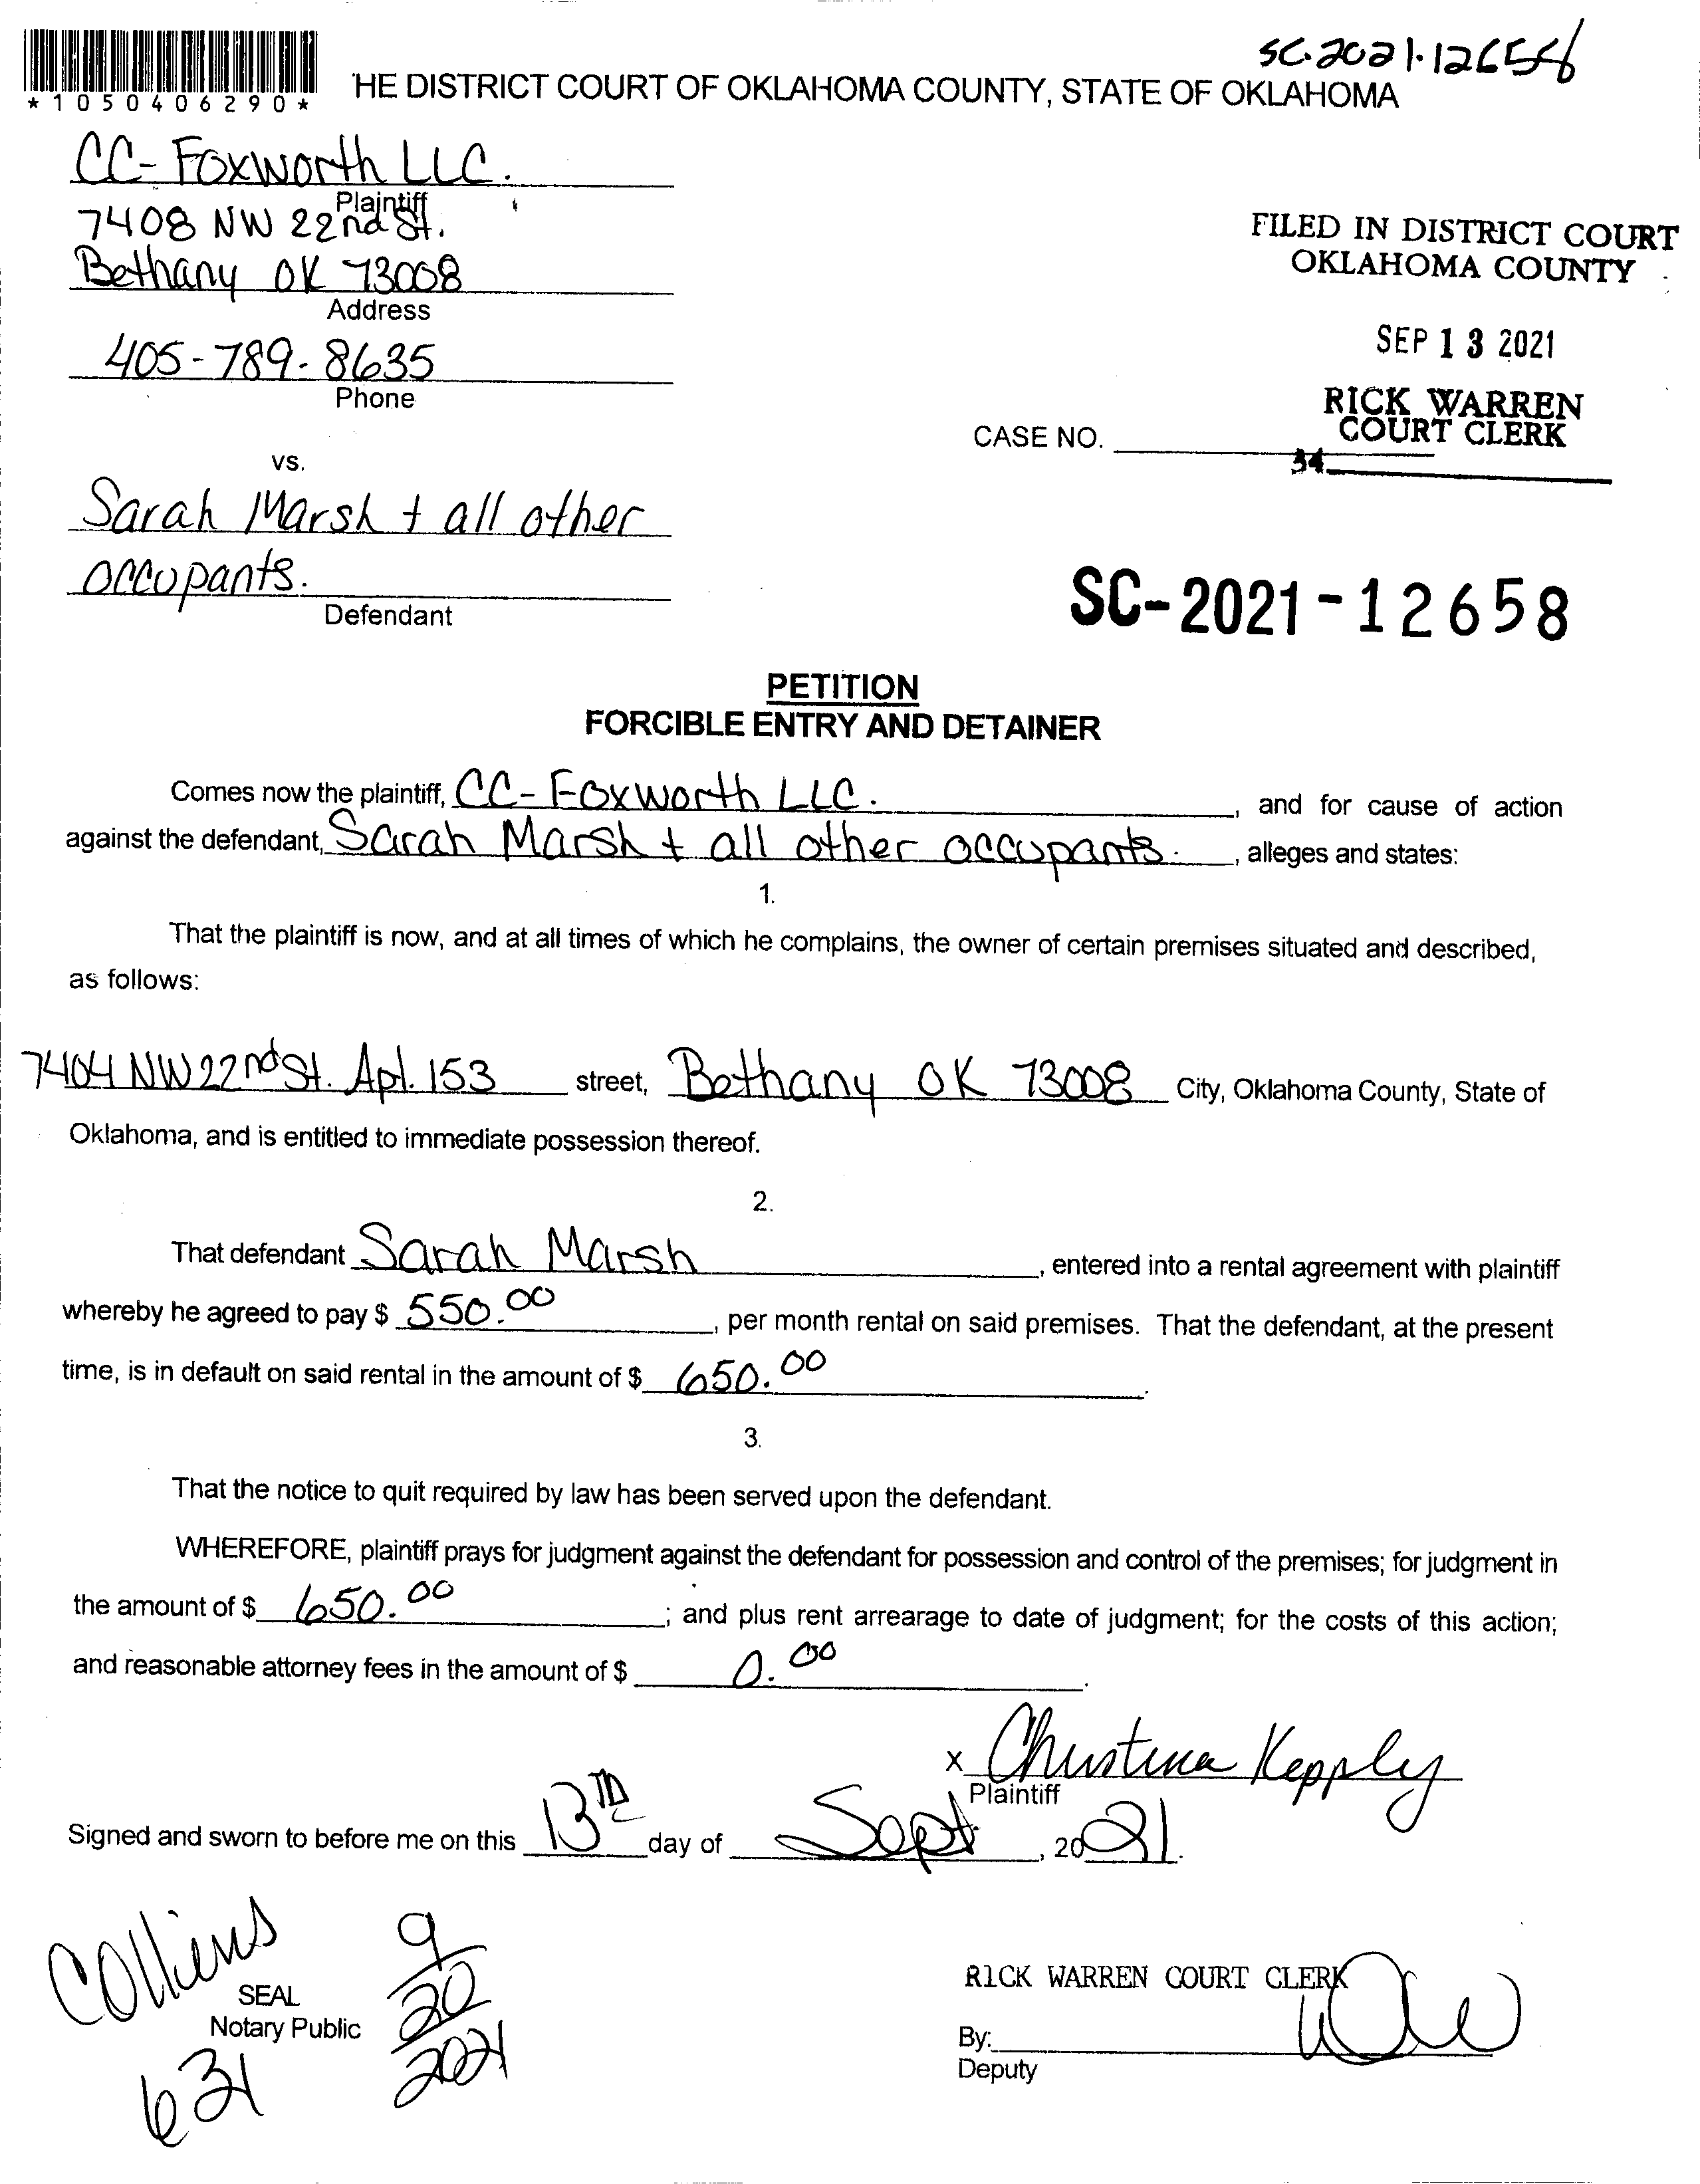 SC-2021-12658
*1050406290*
HE DISTRICT COURT OF OKLAHOMA COUNTY, STATE OF OKLAHOMA
CC-Foxworth LLC.
Plaintiff
7408 NW 22nd St.
Bethany OK 73008
Address
405-789-8635
Phone
FILED IN DISTRICT COURT
OKLAHOMA COUNTY
SEP 13 2021
RICK WARREN
COURT CLERK
CASE NO.
34
vs.
Sarah Marsh + all other
occupants.
Defendant
SC-2021-12658
PETITION
FORCIBLE ENTRY AND DETAINER
Comes now the plaintiff, CC-Foxworth LLC. , and for cause of action
against the defendant, Sarah Marsh + all other occupants. , alleges and states:
1.
That the plaintiff is now, and at all times of which he complains, the owner of certain premises situated and described,
as follows:
7404 NW 22nd St. Apt. 153 street, Bethany OK 73008 City, Oklahoma County, State of
Oklahoma, and is entitled to immediate possession thereof.
2.
That defendant Sarah Marsh , entered into a rental agreement with plaintiff
whereby he agreed to pay $ 550.00 , per month rental on said premises. That the defendant, at the present
time, is in default on said rental in the amount of $ 650.00 .
3.
That the notice to quit required by law has been served upon the defendant.
WHEREFORE, plaintiff prays for judgment against the defendant for possession and control of the premises; for judgment in
the amount of $ 650.00 ; and plus rent arrearage to date of judgment; for the costs of this action;
and reasonable attorney fees in the amount of $ 0.00 .
x Christina Kepply
Plaintiff
Signed and sworn to before me on this 13TH day of Sept , 2021.
Collins
9/20/2021
SEAL
Notary Public
631
RICK WARREN COURT CLERK
By:
Deputy